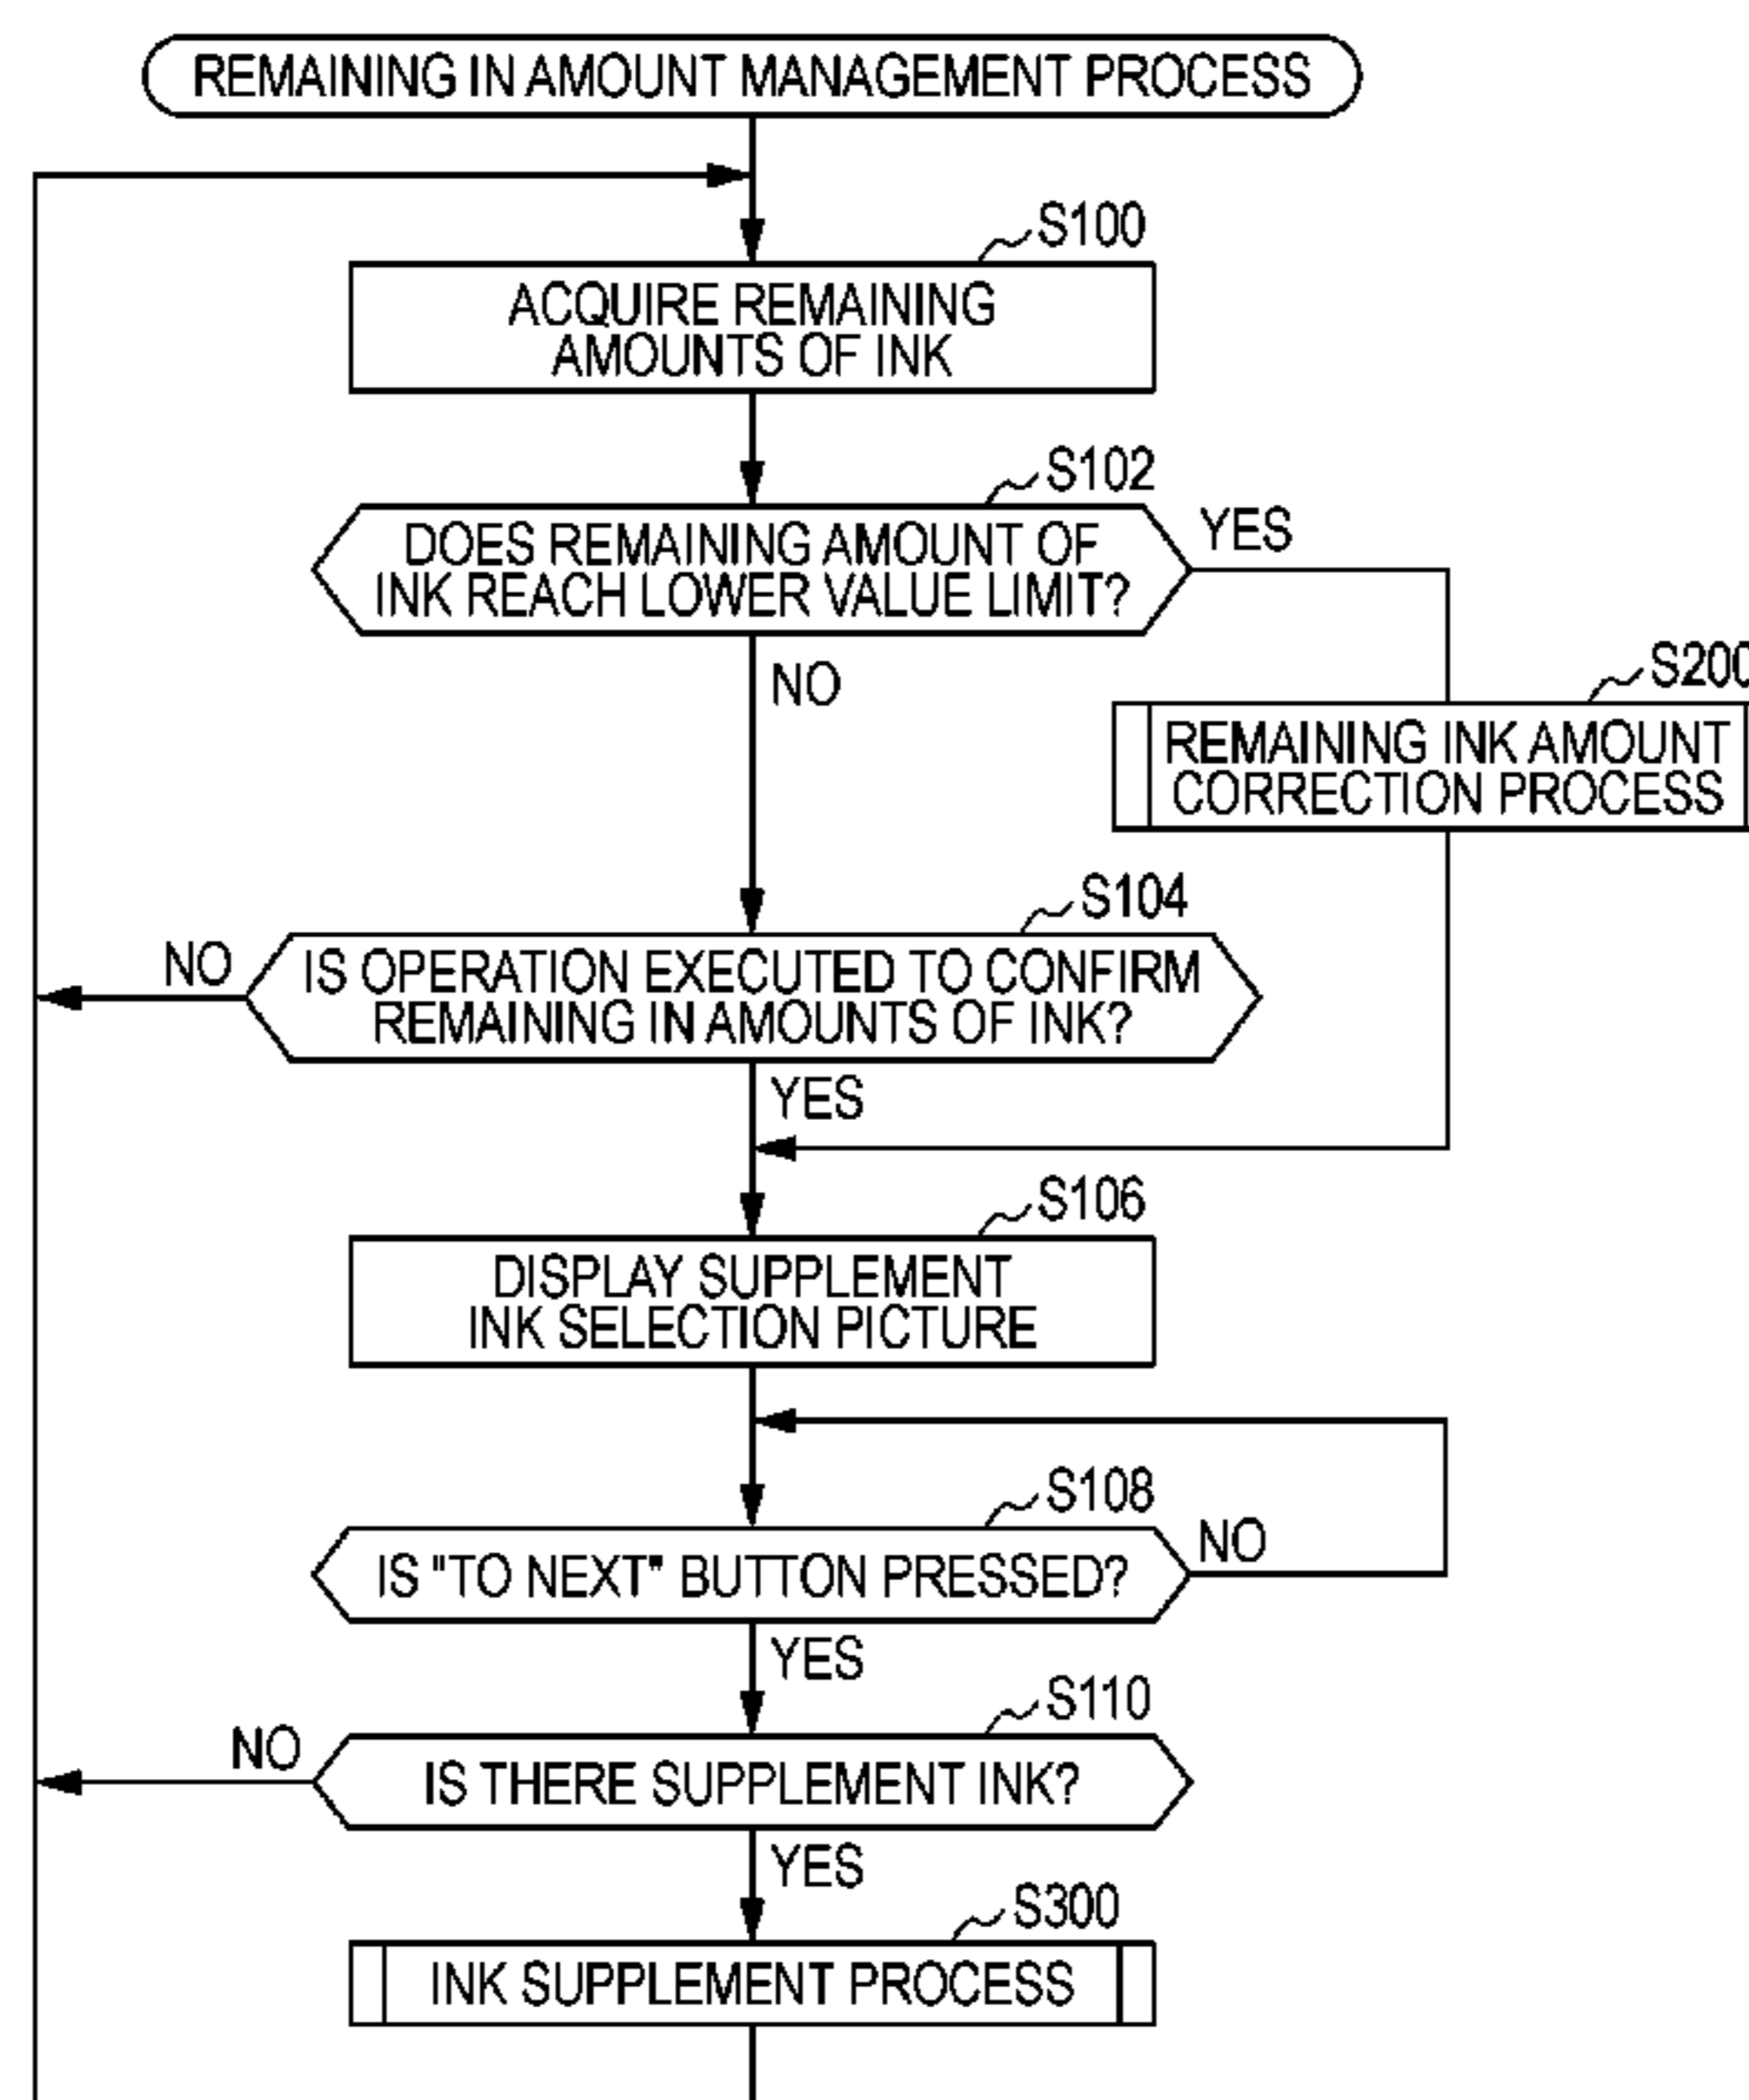 REMAINING IN AMOUNT MANAGEMENT PROCESS
S100
ACQUIRE REMAINING
AMOUNTS OF INK
S102
DOES REMAINING AMOUNT OF
INK REACH LOWER VALUE LIMIT?
YES
NO
S200
REMAINING INK AMOUNT
CORRECTION PROCESS
S104
NO
IS OPERATION EXECUTED TO CONFIRM
REMAINING IN AMOUNTS OF INK?
YES
S106
DISPLAY SUPPLEMENT
INK SELECTION PICTURE
S108
IS "TO NEXT" BUTTON PRESSED?
NO
YES
S110
NO
IS THERE SUPPLEMENT INK?
YES
S300
INK SUPPLEMENT PROCESS